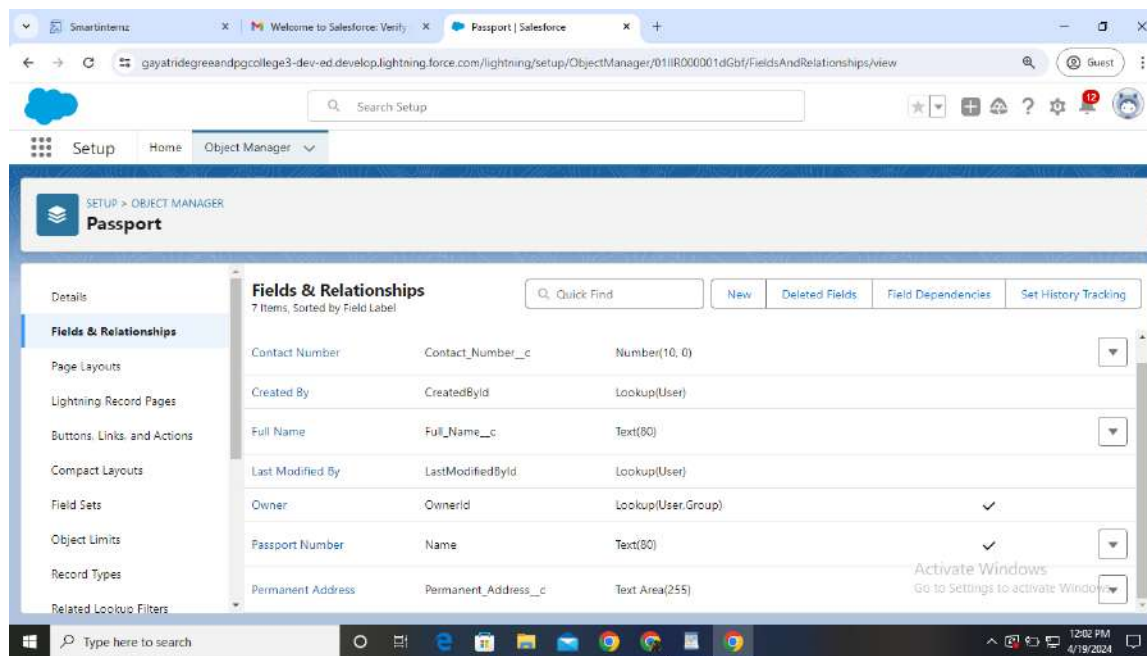 Smartinternz
Welcome to Salesforce: Verify
Passport | Salesforce
gayatridegreeandpgcollege3-dev-ed.develop.lightning.force.com/lightning/setup/ObjectManager/01IIR000001dGbf/FieldsAndRelationships/view
Guest
Search Setup
12
Setup Home Object Manager
SETUP > OBJECT MANAGER
Passport
Details
Fields & Relationships
Page Layouts
Lightning Record Pages
Buttons, Links, and Actions
Compact Layouts
Field Sets
Object Limits
Record Types
Related Lookup Filters
Fields & Relationships
7 Items, Sorted by Field Label
Quick Find
New Deleted Fields Field Dependencies Set History Tracking
Contact Number Contact_Number__c Number(10, 0)
Created By CreatedById Lookup(User)
Full Name Full_Name__c Text(80)
Last Modified By LastModifiedById Lookup(User)
Owner OwnerId Lookup(User,Group)
Passport Number Name Text(80)
Permanent Address Permanent_Address__c Text Area(255)
Activate Windows
Go to Settings to activate Windows
Type here to search
12:02 PM
4/19/2024